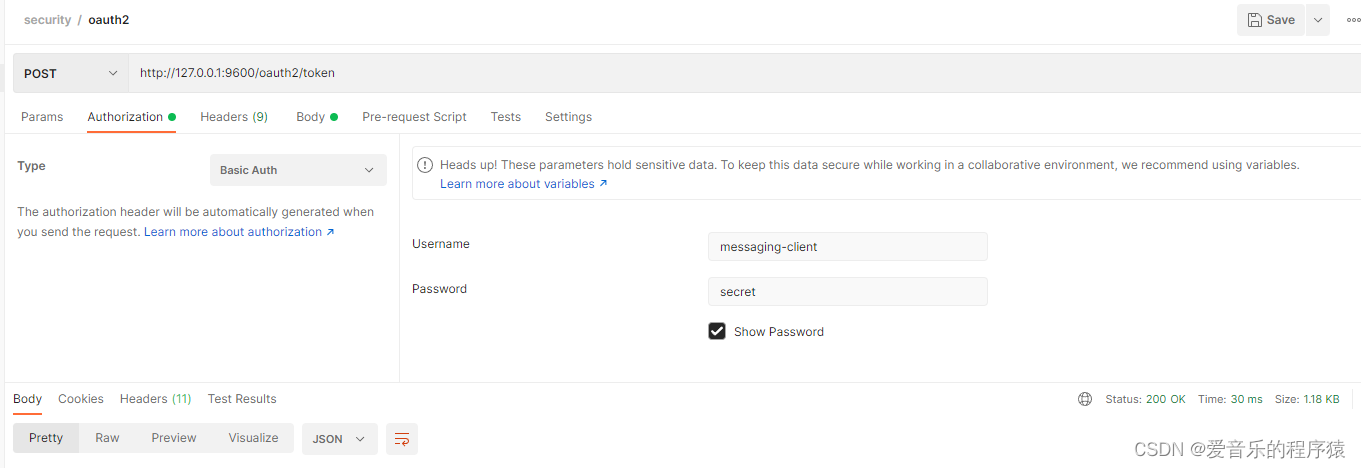 security / oauth2
Save
POST
http://127.0.0.1:9600/oauth2/token
Params Authorization Headers (9) Body Pre-request Script Tests Settings
Type
Basic Auth
The authorization header will be automatically generated when
you send the request. Learn more about authorization ↗
Heads up! These parameters hold sensitive data. To keep this data secure while working in a collaborative environment, we recommend using variables.
Learn more about variables ↗
Username
messaging-client
Password
secret
Show Password
Body Cookies Headers (11) Test Results
Status: 200 OK Time: 30 ms Size: 1.18 KB
Pretty Raw Preview Visualize JSON
CSDN @爱音乐的程序猿